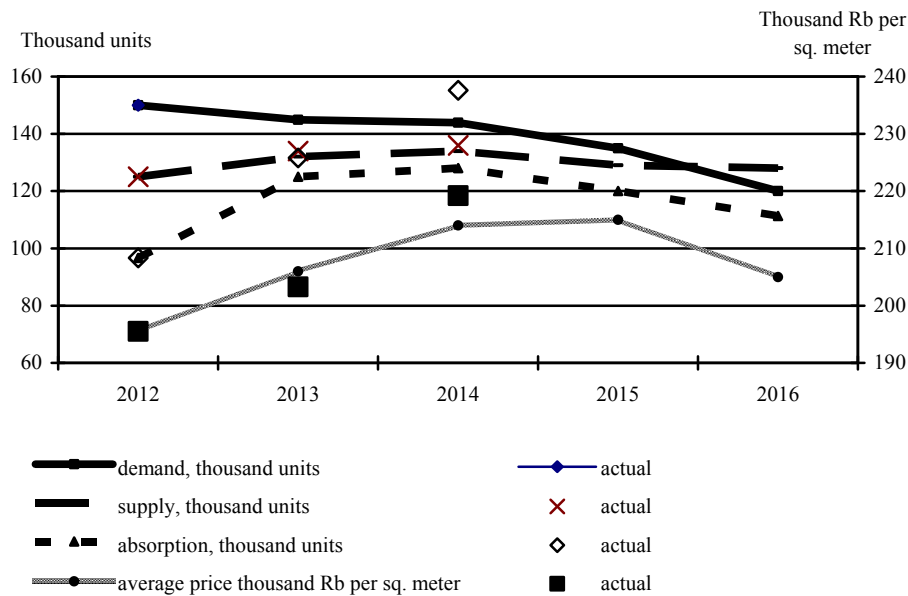 Thousand units
Thousand Rb per
sq. meter
160
140
120
100
80
60
240
230
220
210
200
190
2012 2013 2014 2015 2016
demand, thousand units
actual
supply, thousand units
actual
absorption, thousand units
actual
average price thousand Rb per sq. meter
actual